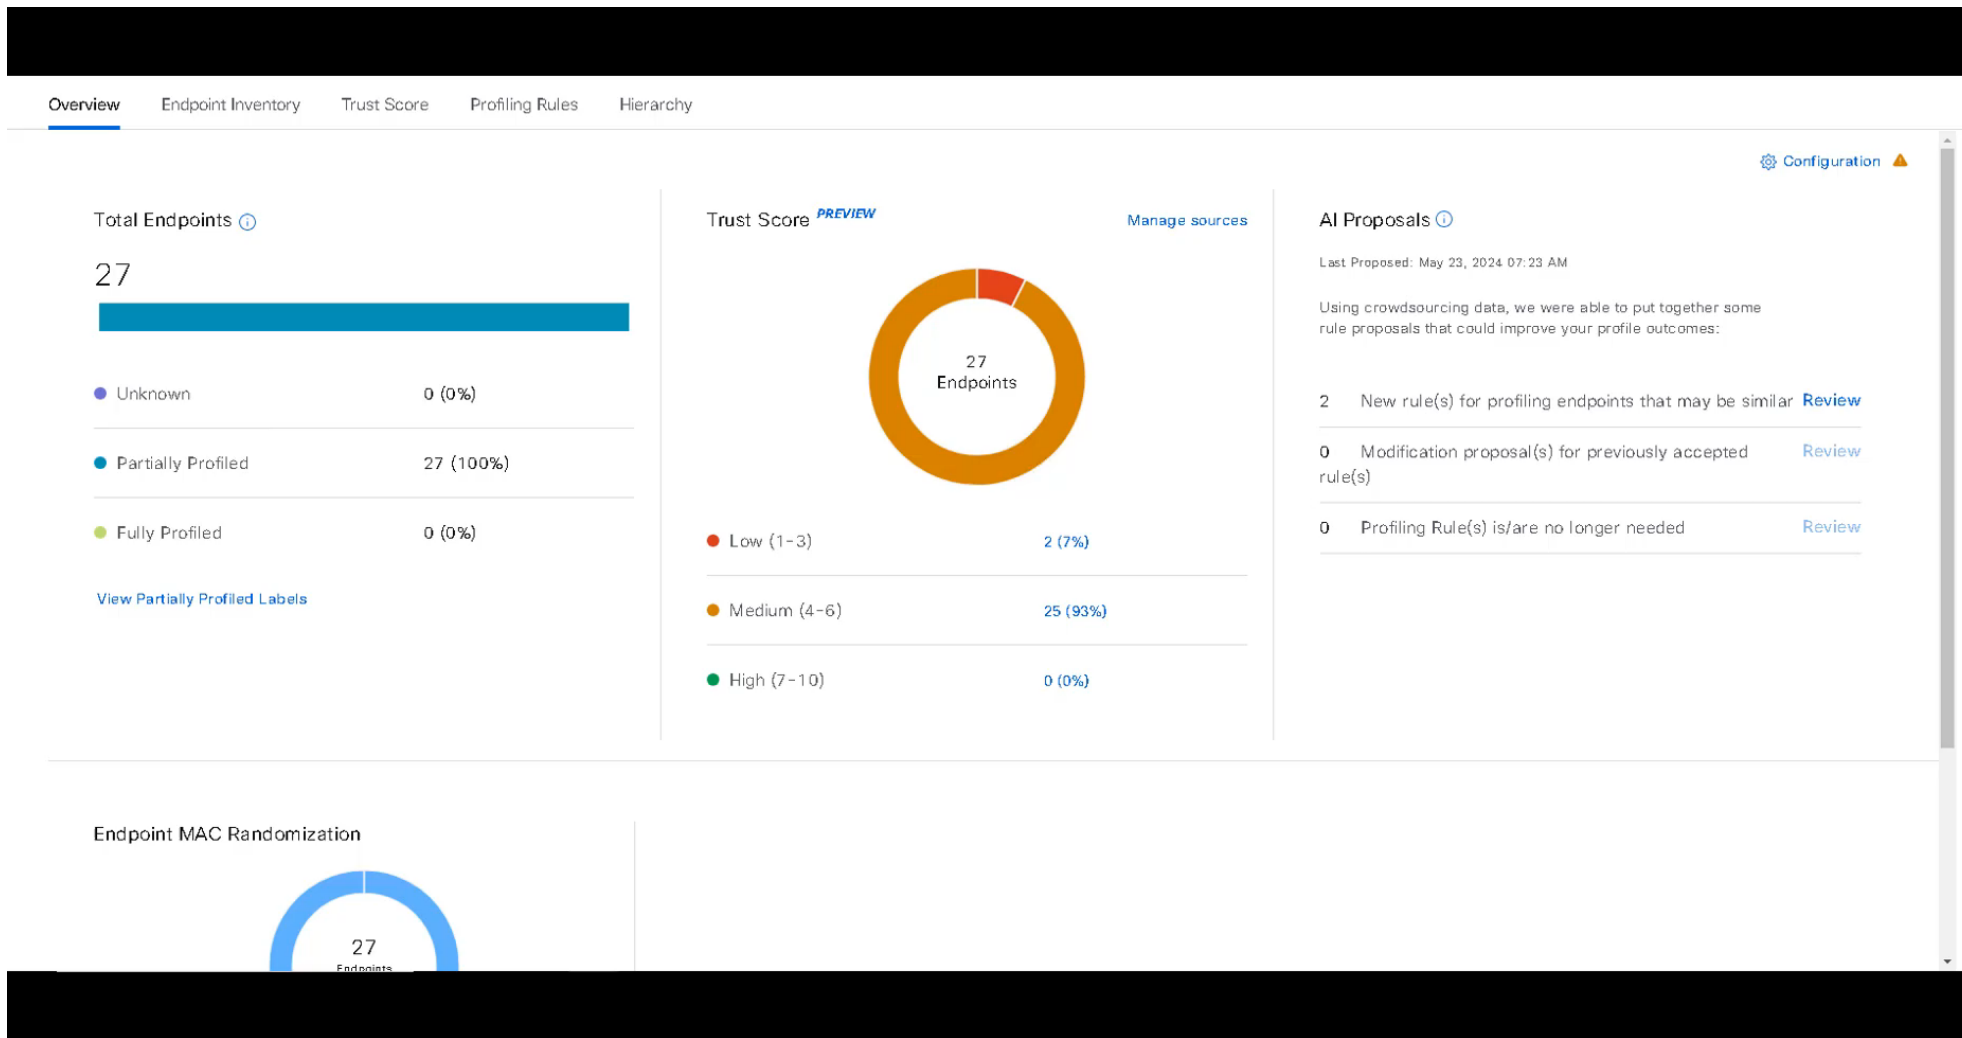 Overview Endpoint Inventory Trust Score Profiling Rules Hierarchy
Configuration
Total Endpoints
27
Unknown 0 (0%)
Partially Profiled 27 (100%)
Fully Profiled 0 (0%)
View Partially Profiled Labels
Trust Score PREVIEW Manage sources
27
Endpoints
Low (1-3) 2 (7%)
Medium (4-6) 25 (93%)
High (7-10) 0 (0%)
AI Proposals
Last Proposed: May 23, 2024 07:23 AM
Using crowdsourcing data, we were able to put together some
rule proposals that could improve your profile outcomes:
2 New rule(s) for profiling endpoints that may be similar Review
0 Modification proposal(s) for previously accepted Review
rule(s)
0 Profiling Rule(s) is/are no longer needed Review
Endpoint MAC Randomization
27
Endpoints